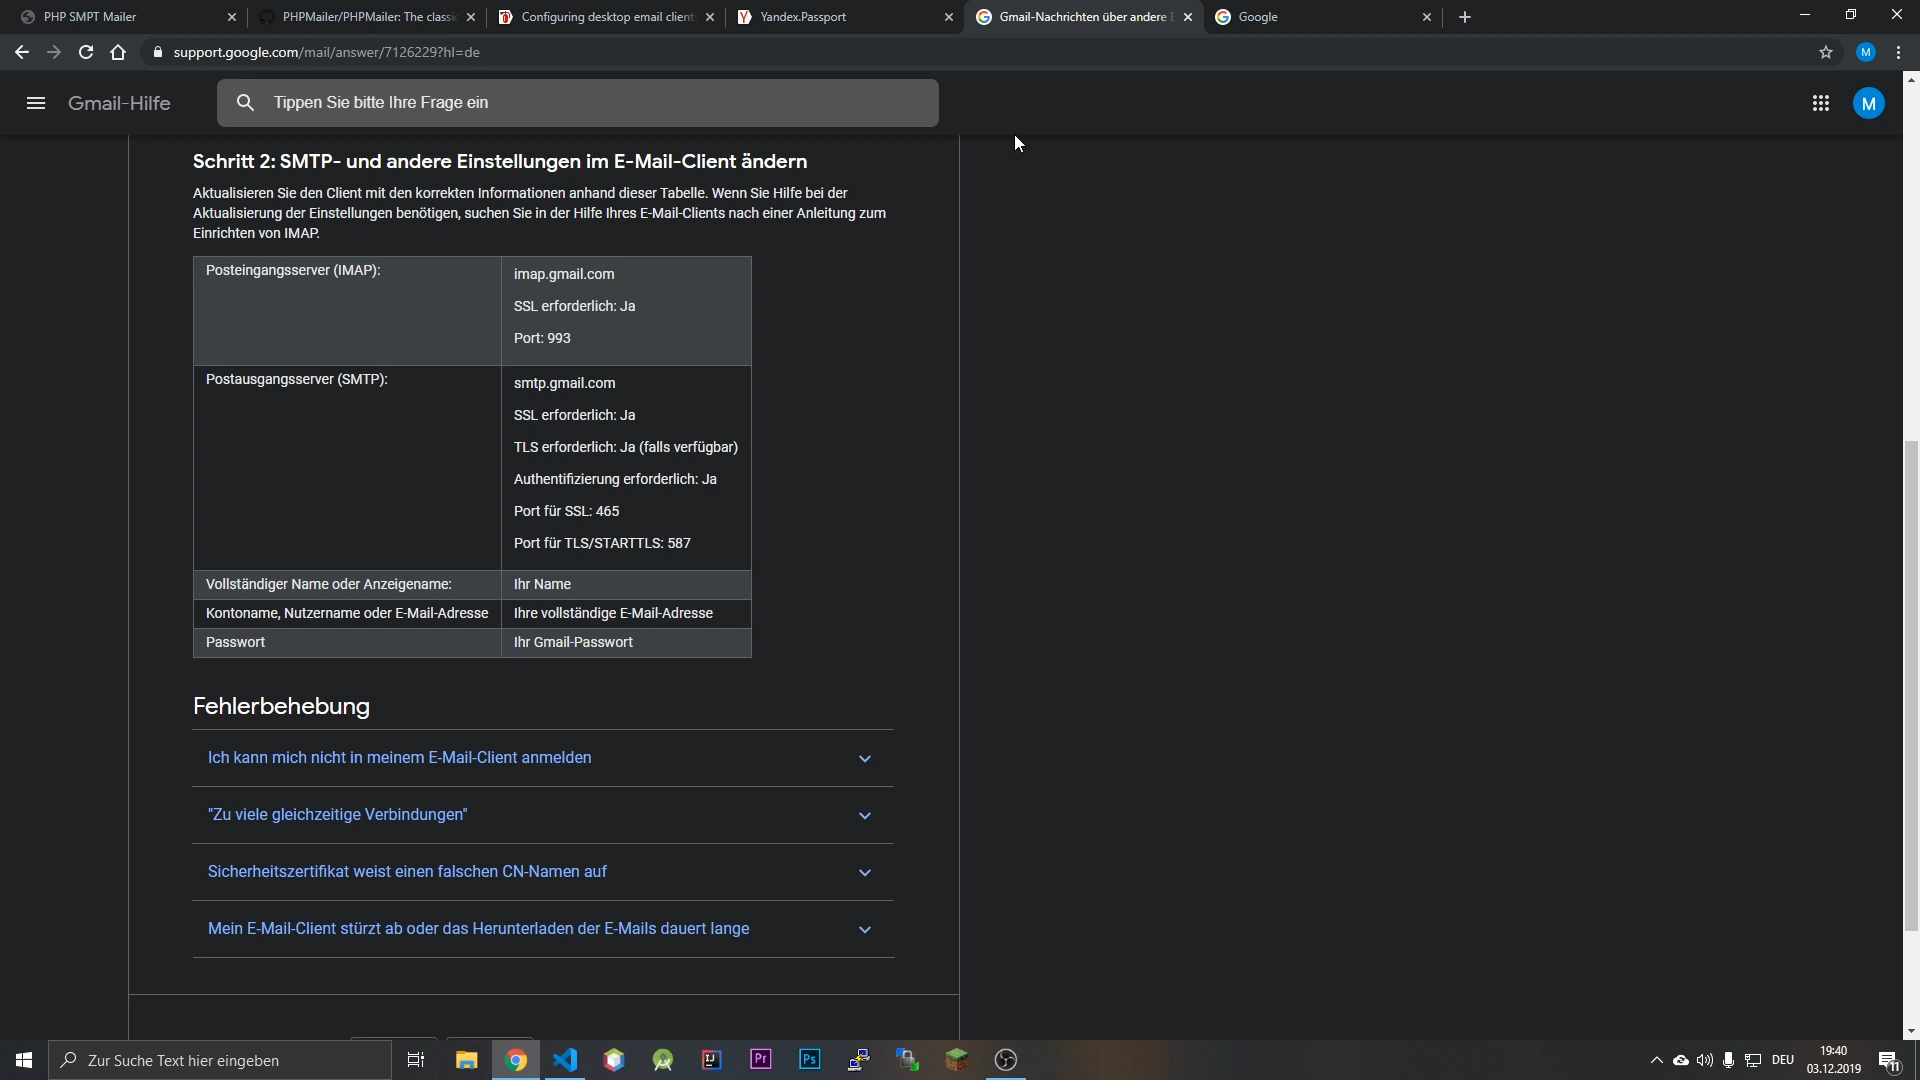 PHP SMPT Mailer
PHPMailer/PHPMailer: The classic
Configuring desktop email client
Yandex.Passport
Gmail-Nachrichten über andere E
Google
support.google.com/mail/answer/7126229?hl=de
M
Gmail-Hilfe
Tippen Sie bitte Ihre Frage ein
M
Schritt 2: SMTP- und andere Einstellungen im E-Mail-Client ändern
Aktualisieren Sie den Client mit den korrekten Informationen anhand dieser Tabelle. Wenn Sie Hilfe bei der
Aktualisierung der Einstellungen benötigen, suchen Sie in der Hilfe Ihres E-Mail-Clients nach einer Anleitung zum
Einrichten von IMAP.
Posteingangsserver (IMAP):
imap.gmail.com
SSL erforderlich: Ja
Port: 993
Postausgangsserver (SMTP):
smtp.gmail.com
SSL erforderlich: Ja
TLS erforderlich: Ja (falls verfügbar)
Authentifizierung erforderlich: Ja
Port für SSL: 465
Port für TLS/STARTTLS: 587
Vollständiger Name oder Anzeigename:
Ihr Name
Kontoname, Nutzername oder E-Mail-Adresse
Ihre vollständige E-Mail-Adresse
Passwort
Ihr Gmail-Passwort
Fehlerbehebung
Ich kann mich nicht in meinem E-Mail-Client anmelden
"Zu viele gleichzeitige Verbindungen"
Sicherheitszertifikat weist einen falschen CN-Namen auf
Mein E-Mail-Client stürzt ab oder das Herunterladen der E-Mails dauert lange
Zur Suche Text hier eingeben
IJ
Pr
Ps
DEU
19:40
03.12.2019
11